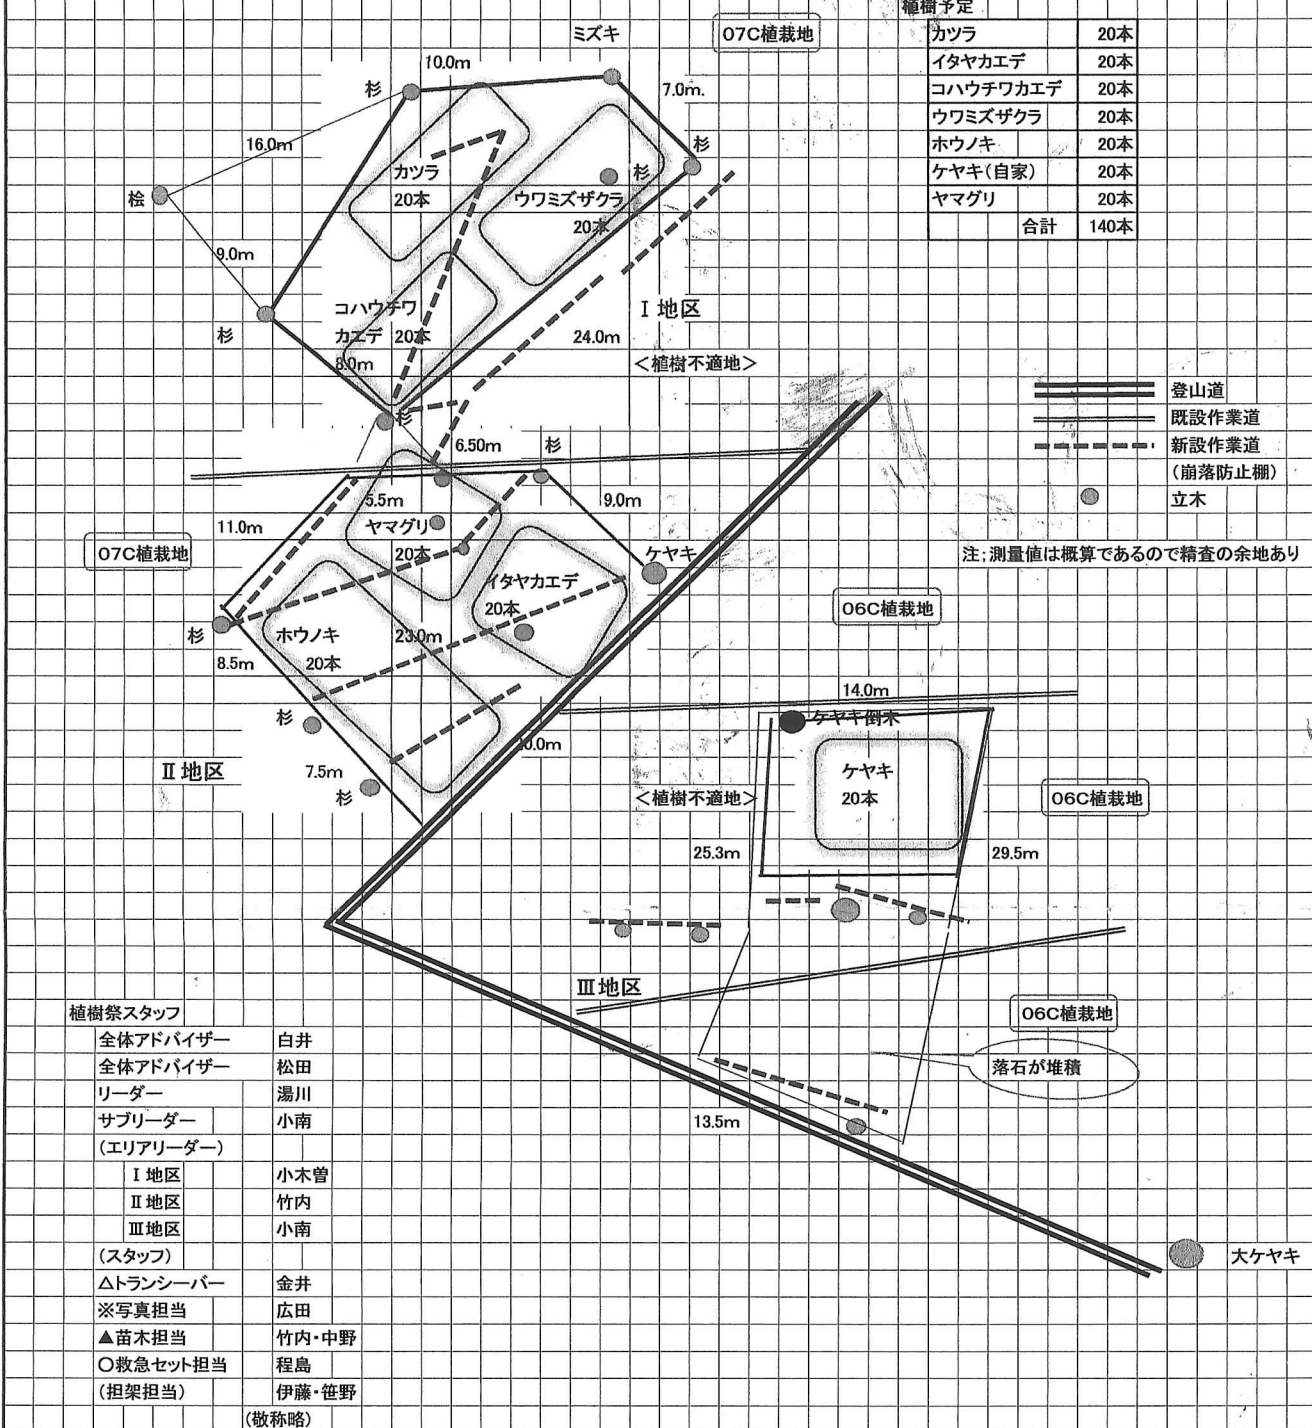 植樹予定
カツラ 20本
イタヤカエデ 20本
コハウチワカエデ 20本
ウワミズザクラ 20本
ホウノキ 20本
ケヤキ(自家) 20本
ヤマグリ 20本
合計 140本
ミズキ
07C植栽地
10.0m
杉
7.0m.
16.0m
杉
カツラ
20本
杉
桧
ウワミズザクラ
20本
9.0m
コハウチワ
カエデ 20本
Ⅰ地区
杉
24.0m
8.0m
<植樹不適地>
登山道
既設作業道
新設作業道
(崩落防止棚)
立木
杉
6.50m
杉
5.5m
9.0m
11.0m
ヤマグリ
20本
07C植栽地
ケヤキ
注;測量値は概算であるので精査の余地あり
イタヤカエデ
20本
06C植栽地
杉
ホウノキ
20本
23.0m
8.5m
14.0m
杉
ケヤキ倒木
0.0m
Ⅱ地区
7.5m
杉
ケヤキ
20本
<植樹不適地>
06C植栽地
25.3m
29.5m
Ⅲ地区
06C植栽地
落石が堆積
13.5m
大ケヤキ
植樹祭スタッフ
全体アドバイザー 白井
全体アドバイザー 松田
リーダー 湯川
サブリーダー 小南
(エリアリーダー)
Ⅰ地区 小木曽
Ⅱ地区 竹内
Ⅲ地区 小南
(スタッフ)
△トランシーバー 金井
※写真担当 広田
▲苗木担当 竹内・中野
○救急セット担当 程島
(担架担当) 伊藤・笹野
(敬称略)